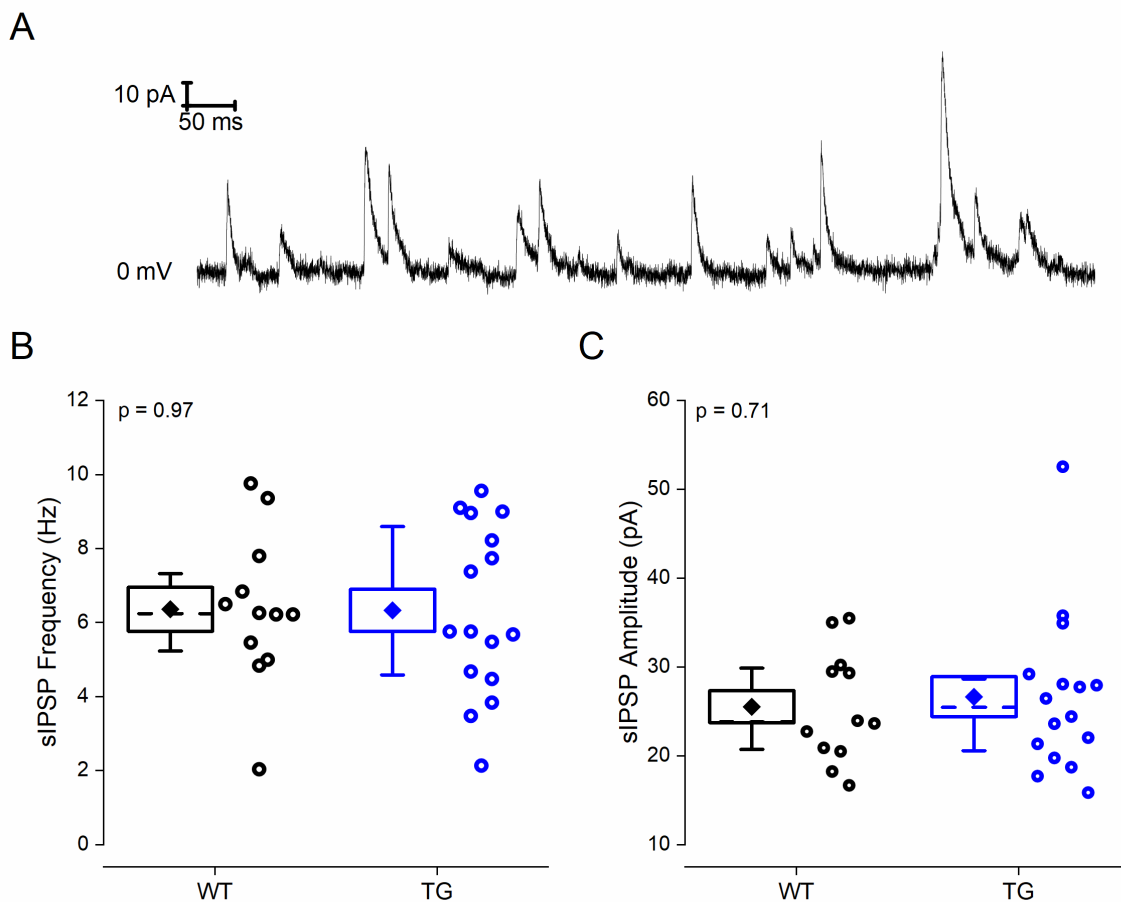 A
10 pA
50 ms
0 mV
B
C
p = 0.97
p = 0.71
sIPSP Frequency (Hz)
12
10
8
6
4
2
0
WT
TG
sIPSP Amplitude (pA)
60
50
40
30
20
10
WT
TG